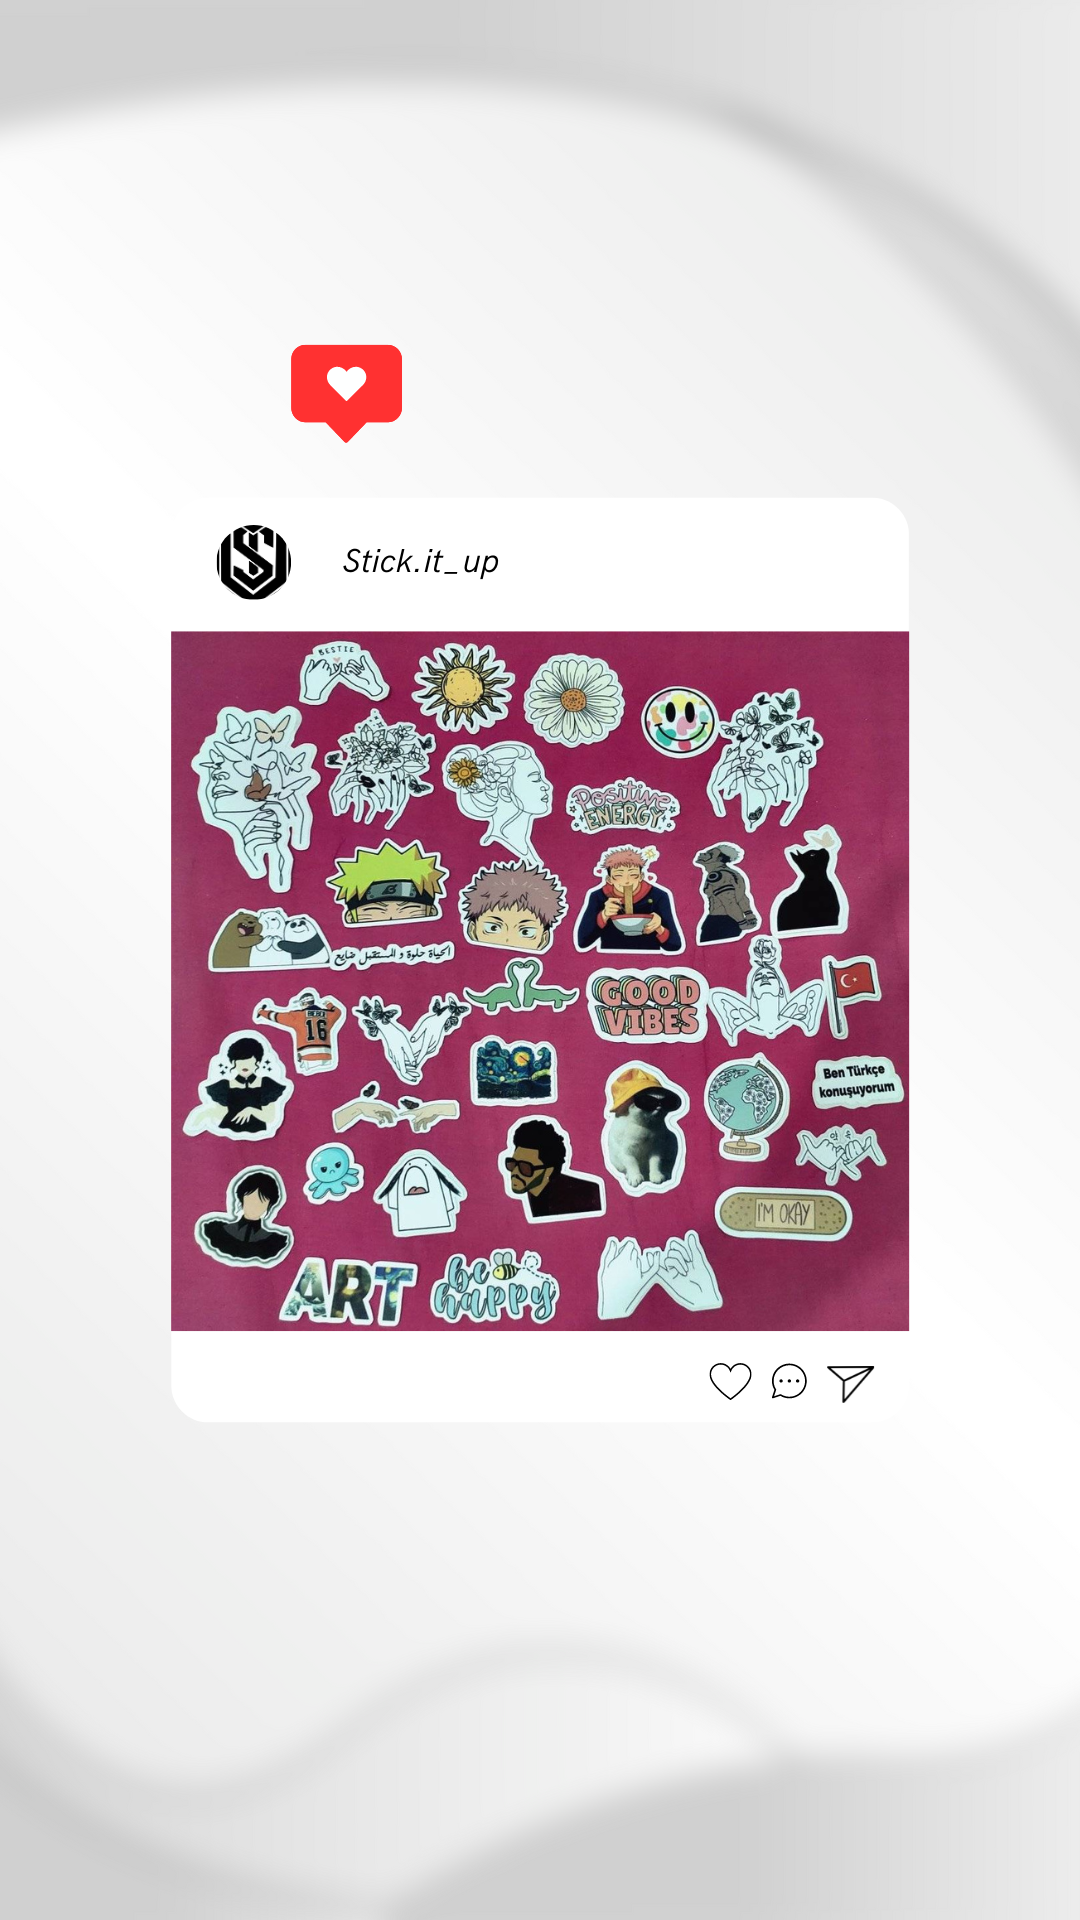 Stick.it_up
BESTIE
Positive
ENERGY
الحياة حلوة و المستقبل ضايع
GOOD
VIBES
16
Ben Türkçe
konuşuyorum
I'M OKAY
ART
be
happy